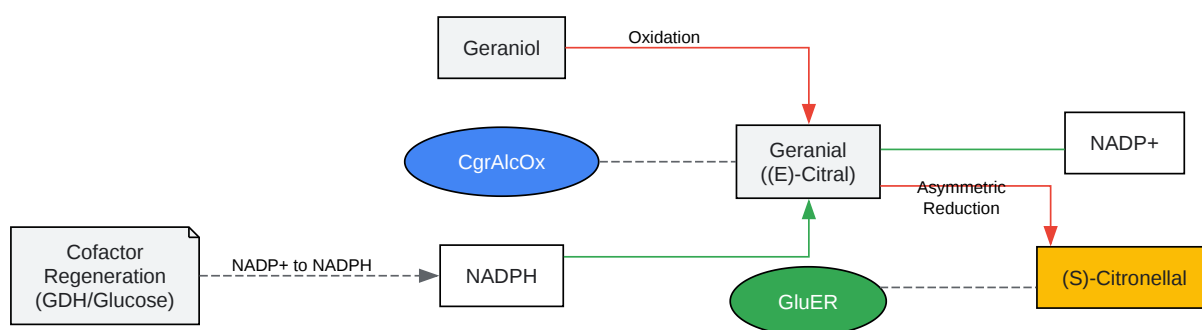 Geraniol
Oxidation
CgrAlcOx
Geranial
((E)-Citral)
NADP+
Asymmetric
Reduction
Cofactor
Regeneration
(GDH/Glucose)
NADP+ to NADPH
NADPH
GluER
(S)-Citronellal